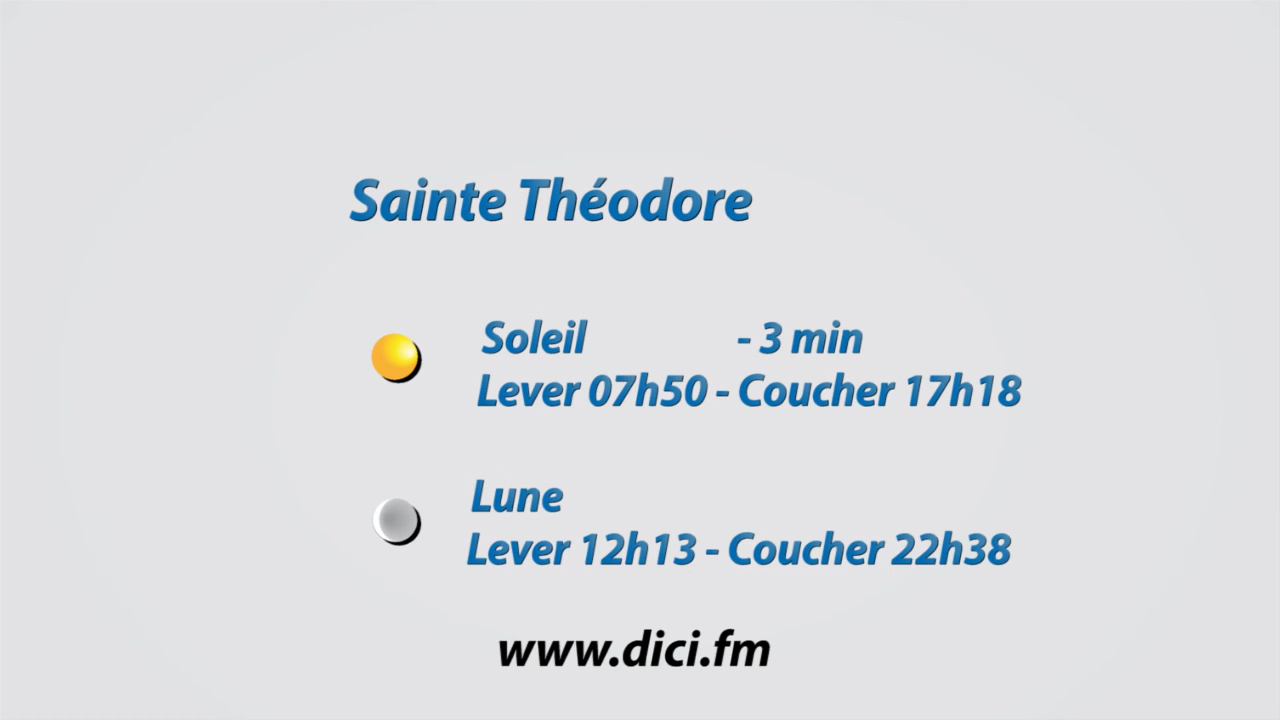 Sainte Théodore
Soleil - 3 min
Lever 07h50 - Coucher 17h18
Lune
Lever 12h13 - Coucher 22h38
www.dici.fm